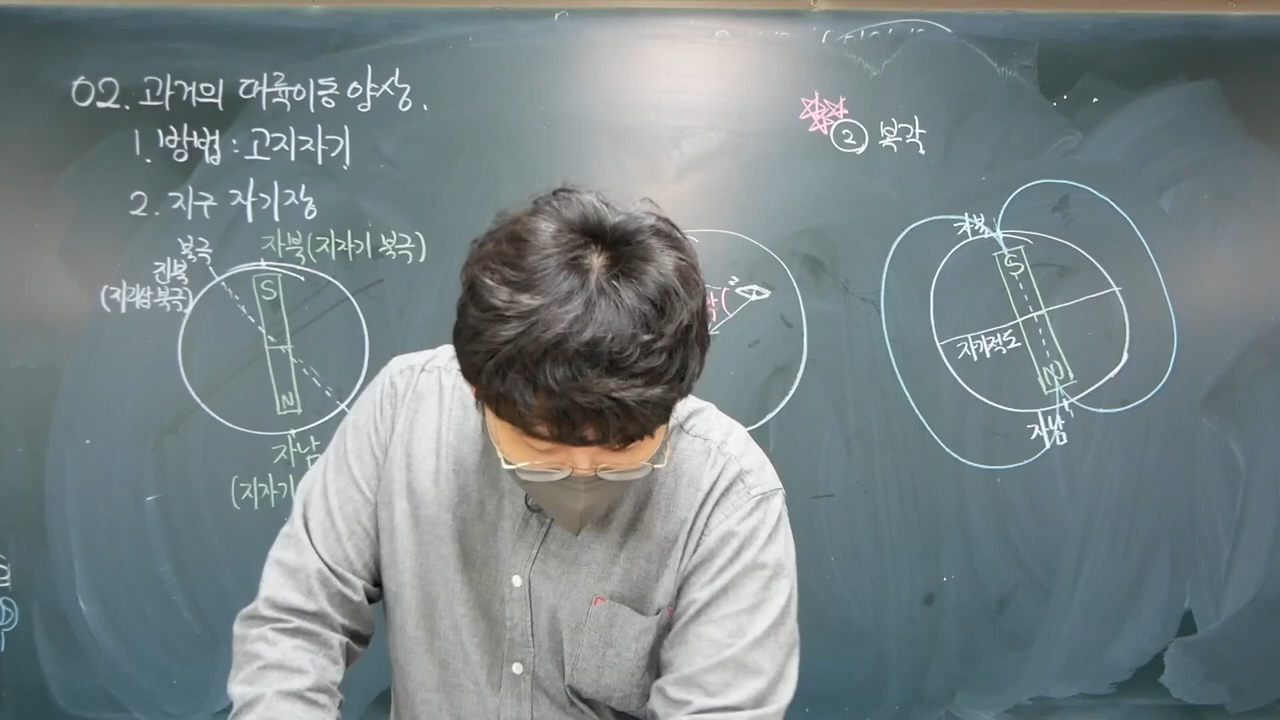 02. 과거의 대륙이동 양상.
1. 방법 : 고지자기
2. 지구 자기장
북극
진북
(지리상 북극)
자북(지자기 북극)
S
N
자남
(지자기
각
② 복각
자북
S
자기적도
N
자남